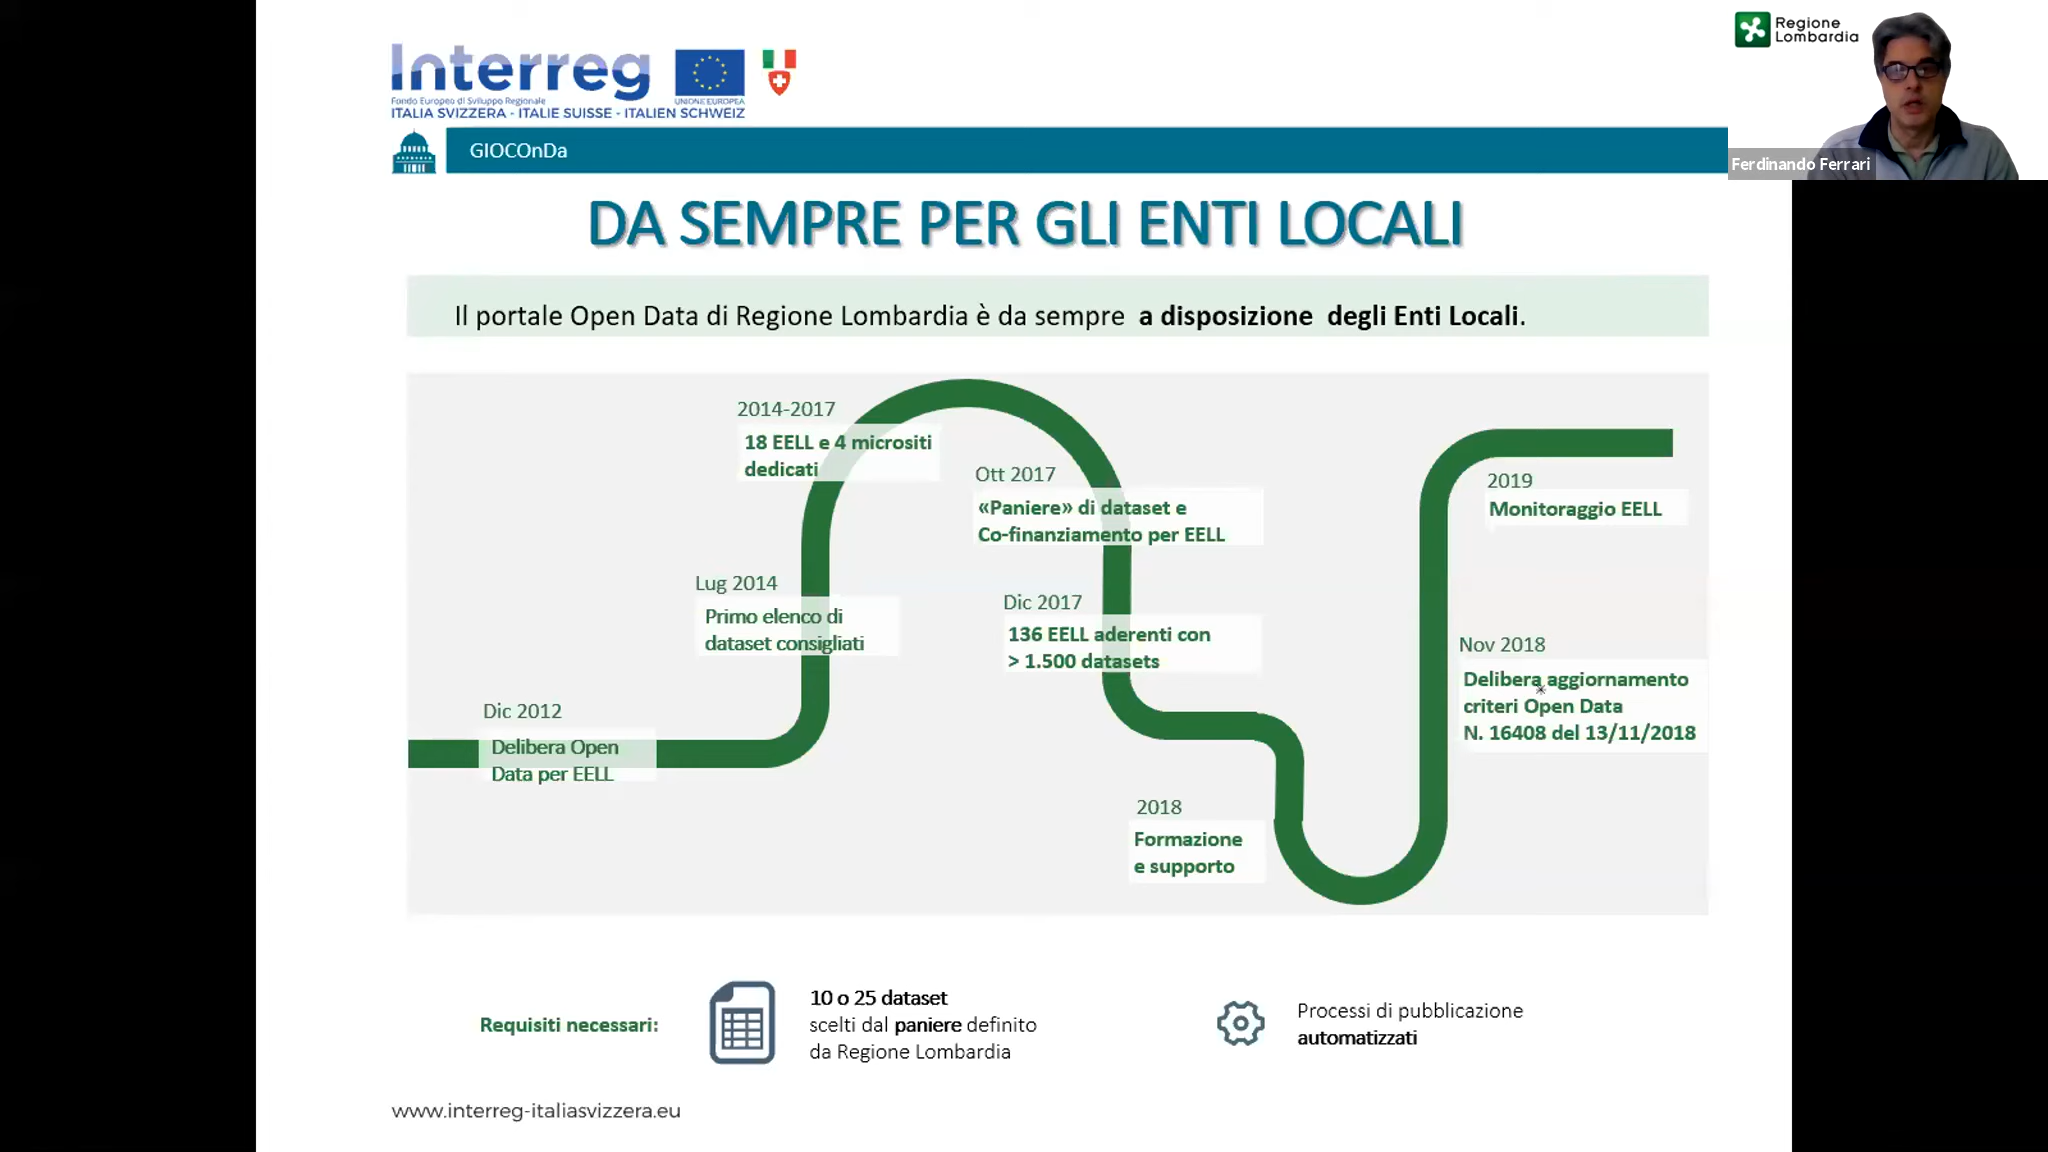 Interreg
Fondo Europeo di Sviluppo Regionale
UNIONE EUROPEA
ITALIA SVIZZERA - ITALIE SUISSE - ITALIEN SCHWEIZ
Regione
Lombardia
Ferdinando Ferrari
GIOCOnDa
DA SEMPRE PER GLI ENTI LOCALI
Il portale Open Data di Regione Lombardia è da sempre a disposizione degli Enti Locali.
2014-2017
18 EELL e 4 micrositi
dedicati
Ott 2017
«Paniere» di dataset e
Co-finanziamento per EELL
2019
Monitoraggio EELL
Lug 2014
Primo elenco di
dataset consigliati
Dic 2017
136 EELL aderenti con
> 1.500 datasets
Nov 2018
Delibera aggiornamento
criteri Open Data
N. 16408 del 13/11/2018
Dic 2012
Delibera Open
Data per EELL
2018
Formazione
e supporto
Requisiti necessari:
10 o 25 dataset
scelti dal paniere definito
da Regione Lombardia
Processi di pubblicazione
automatizzati
www.interreg-italiasvizzera.eu